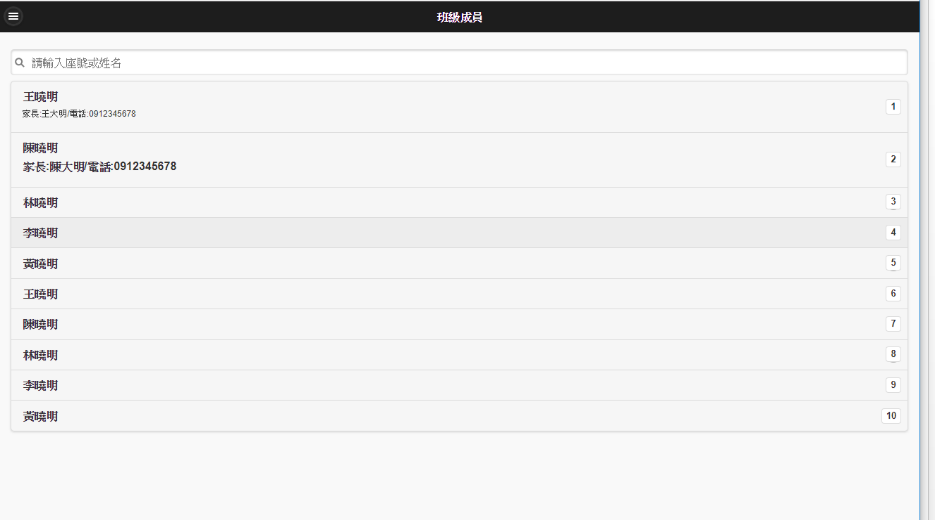 班級成員
請輸入座號或姓名
王曉明
1
家長:王大明/電話:0912345678
陳曉明
2
家長:陳大明/電話:0912345678
林曉明
3
李曉明
4
黃曉明
5
王曉明
6
陳曉明
7
林曉明
8
李曉明
9
黃曉明
10